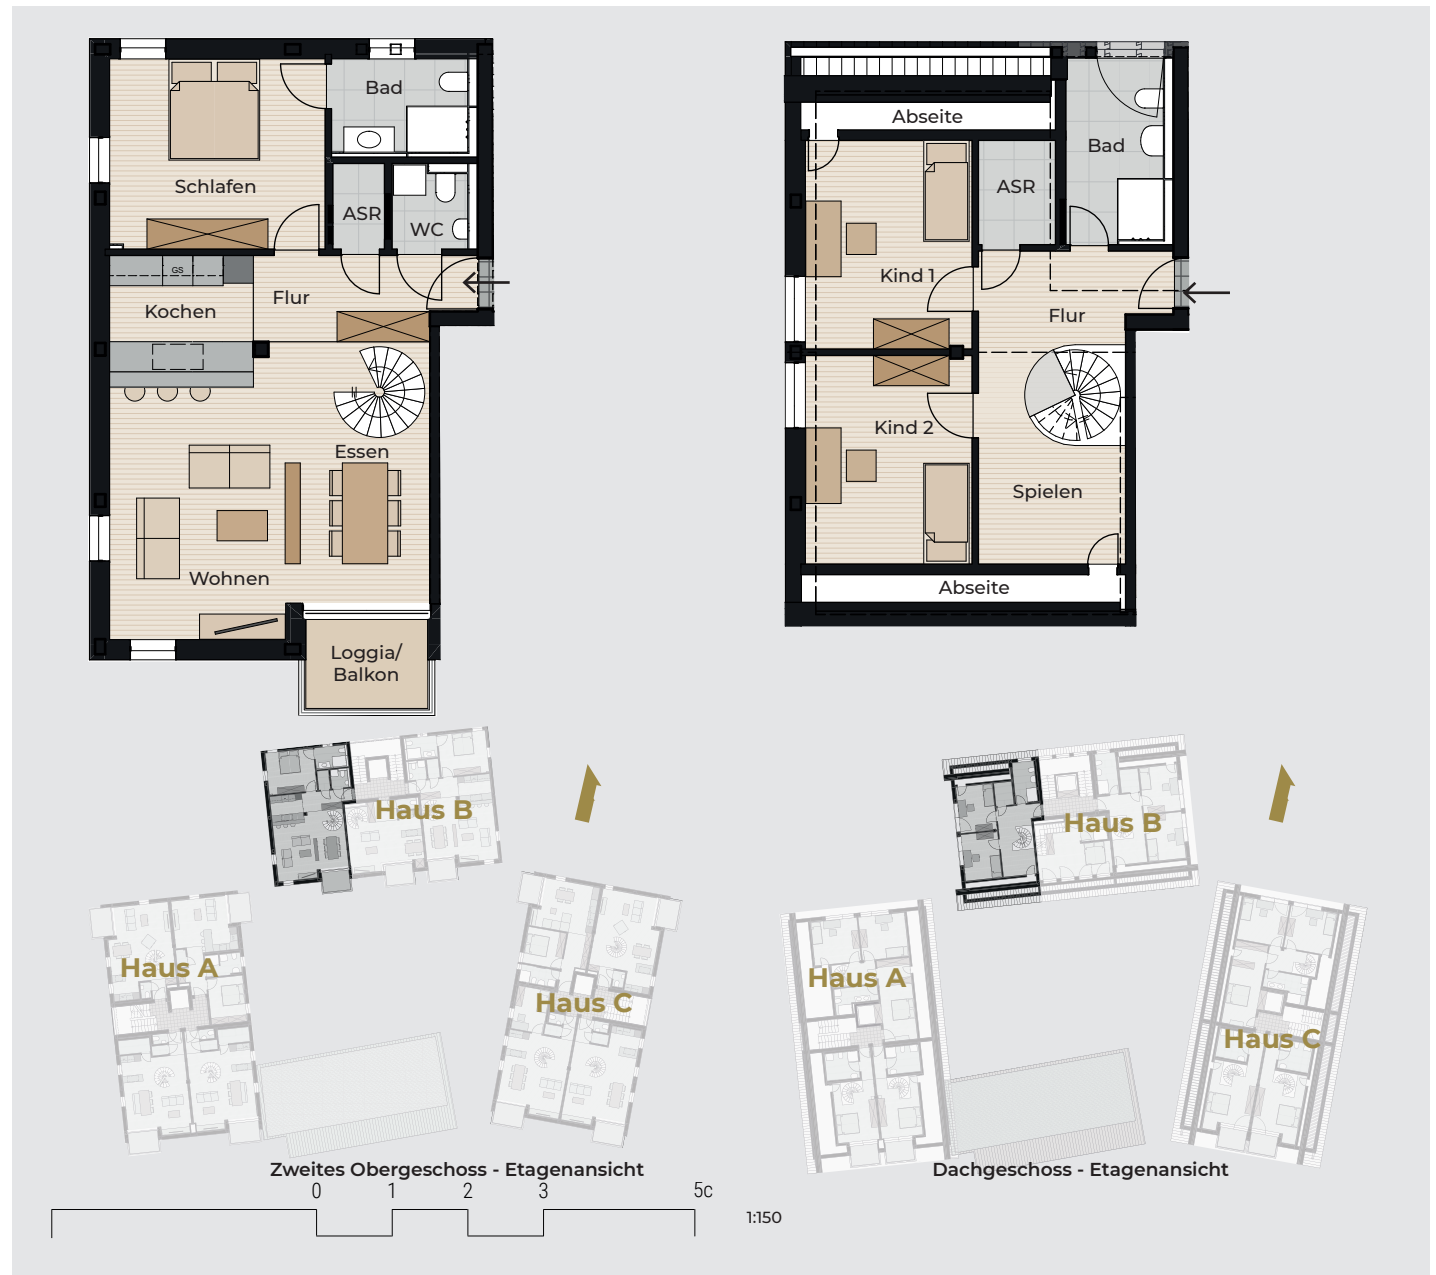 Bad
Schlafen
ASR
WC
GS
Kochen
Flur
Essen
Wohnen
Loggia/
Balkon
Abseite
Bad
ASR
Kind 1
Flur
Kind 2
Spielen
Abseite
Haus B
Haus A
Haus C
Haus B
Haus A
Haus C
Zweites Obergeschoss - Etagenansicht
Dachgeschoss - Etagenansicht
0 1 2 3 5c
1:150